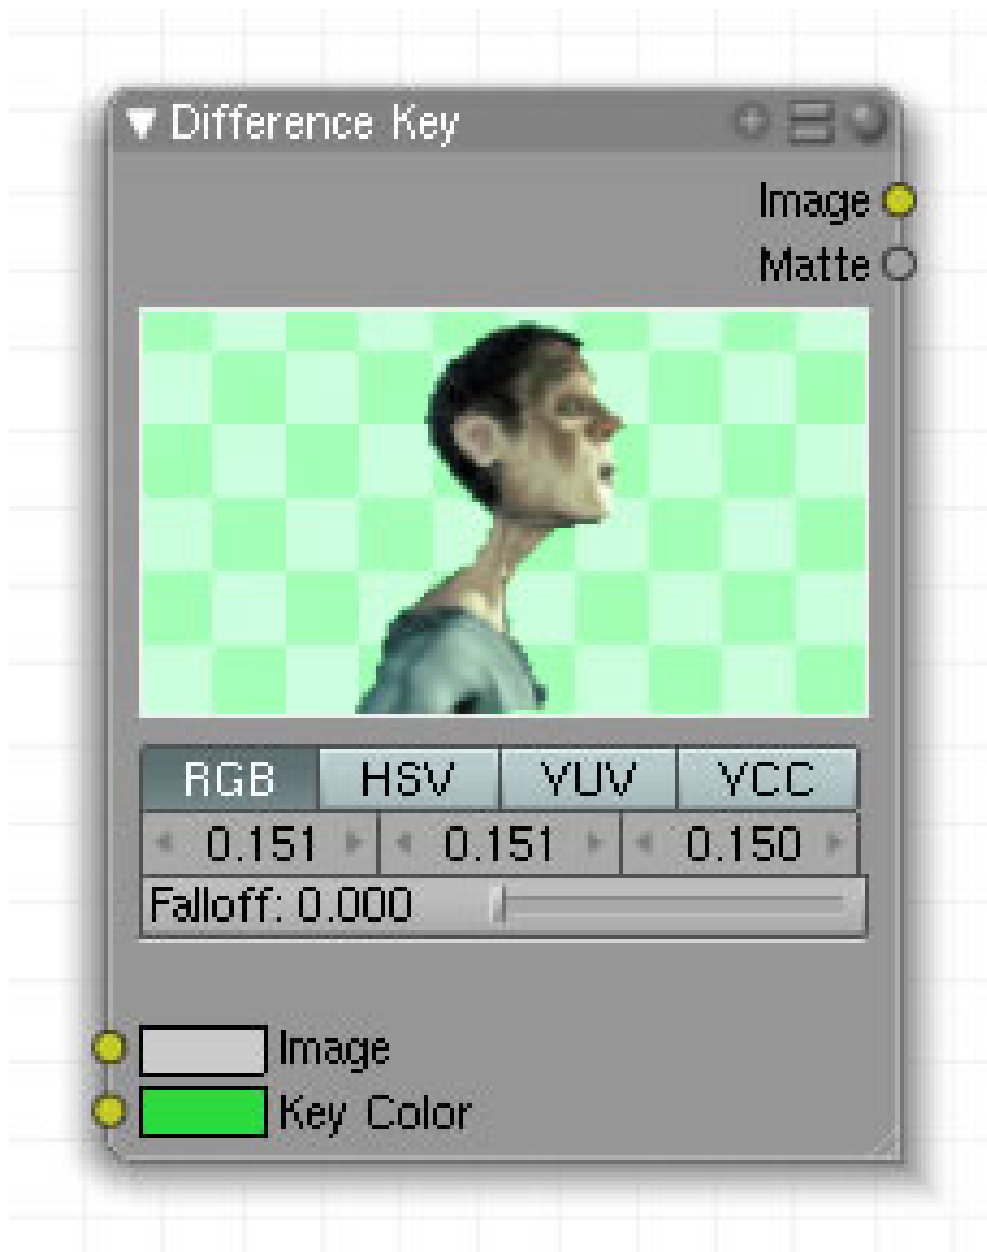 Difference Key
Image
Matte
RGB HSV YUV YCC
0.151 0.151 0.150
Falloff: 0.000
Image
Key Color